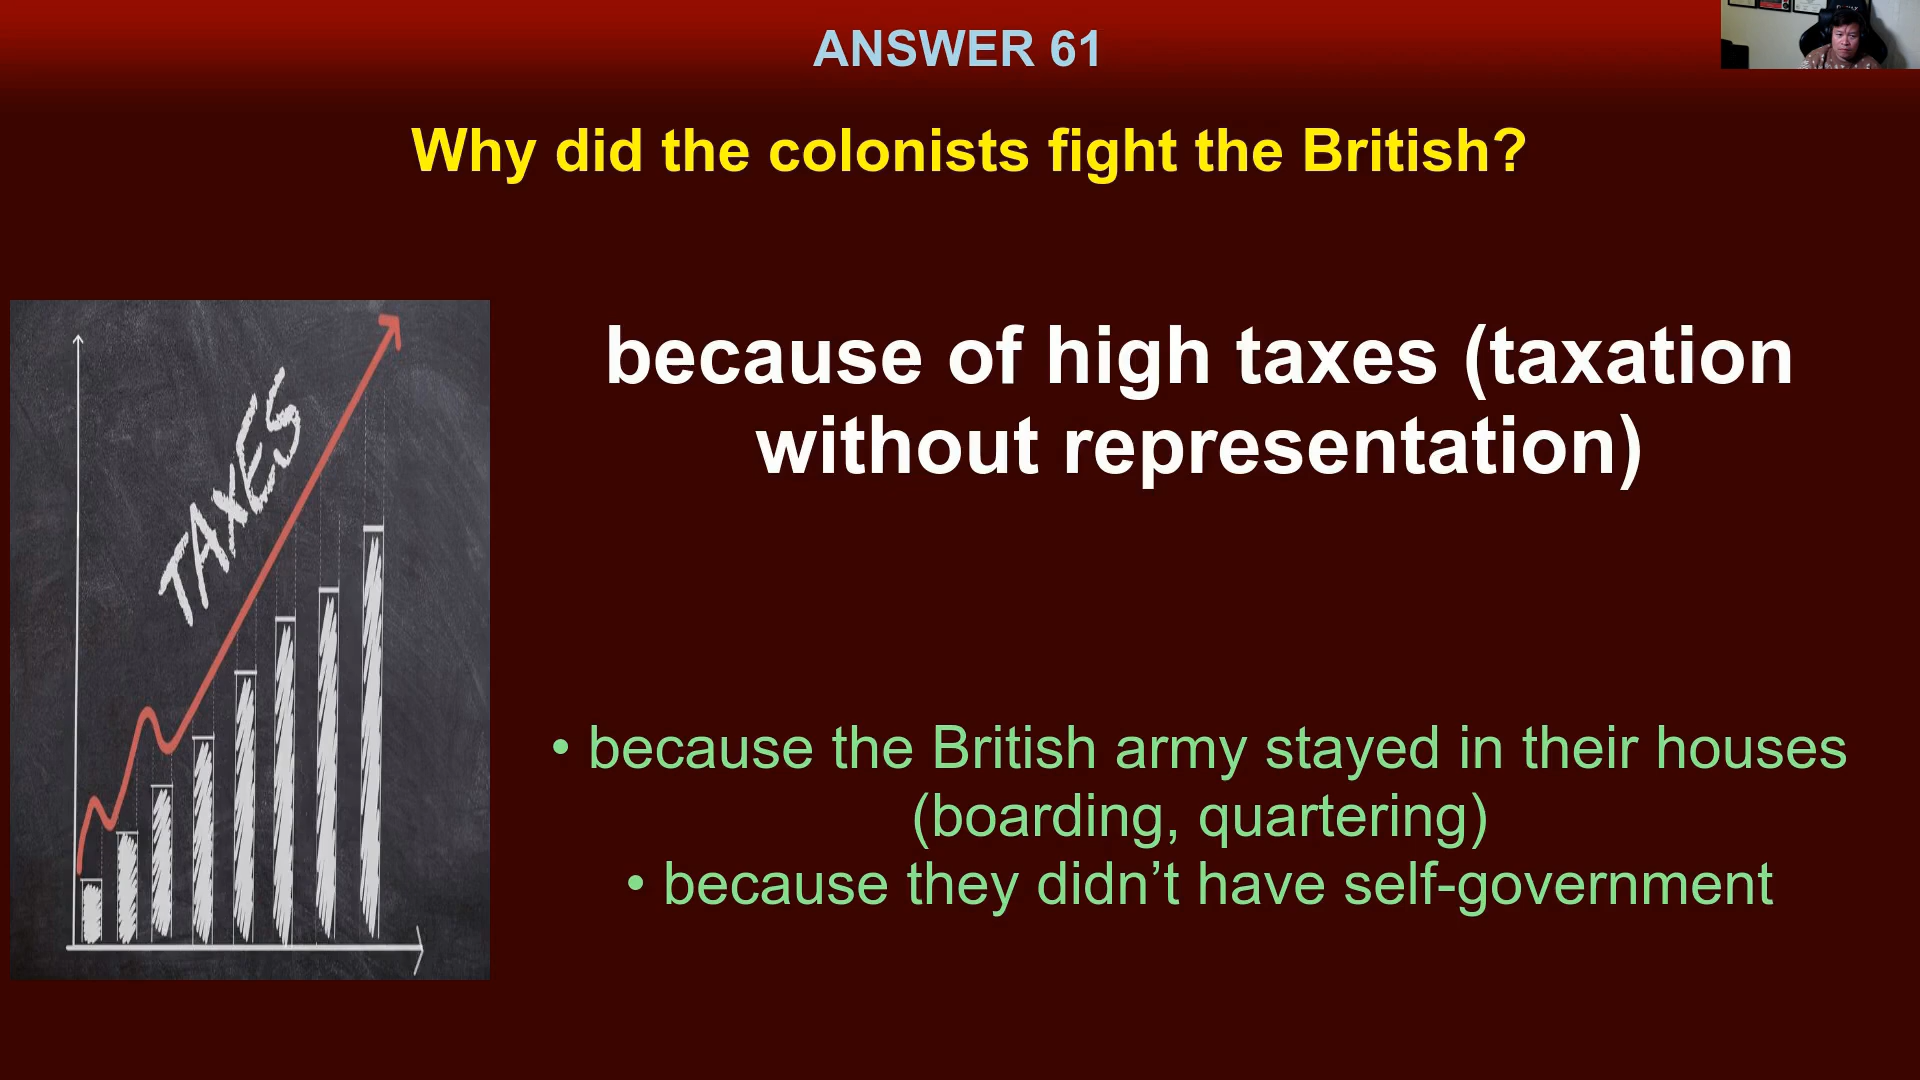 ANSWER 61
Why did the colonists fight the British?
TAXES
because of high taxes (taxation
without representation)
• because the British army stayed in their houses
(boarding, quartering)
• because they didn’t have self-government